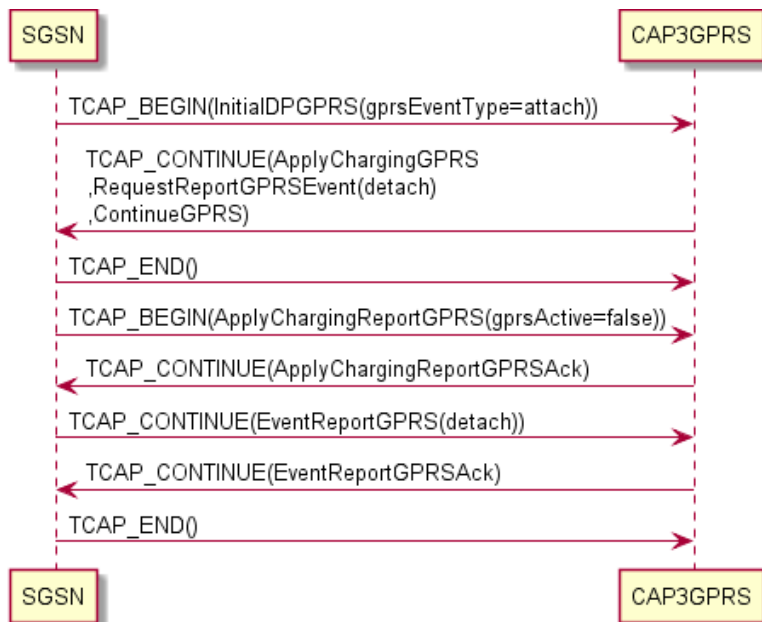 SGSN
CAP3GPRS
TCAP_BEGIN(InitialDPGPRS(gprsEventType=attach))
TCAP_CONTINUE(ApplyChargingGPRS
,RequestReportGPRSEvent(detach)
,ContinueGPRS)
TCAP_END()
TCAP_BEGIN(ApplyChargingReportGPRS(gprsActive=false))
TCAP_CONTINUE(ApplyChargingReportGPRSAck)
TCAP_CONTINUE(EventReportGPRS(detach))
TCAP_CONTINUE(EventReportGPRSAck)
TCAP_END()
SGSN
CAP3GPRS